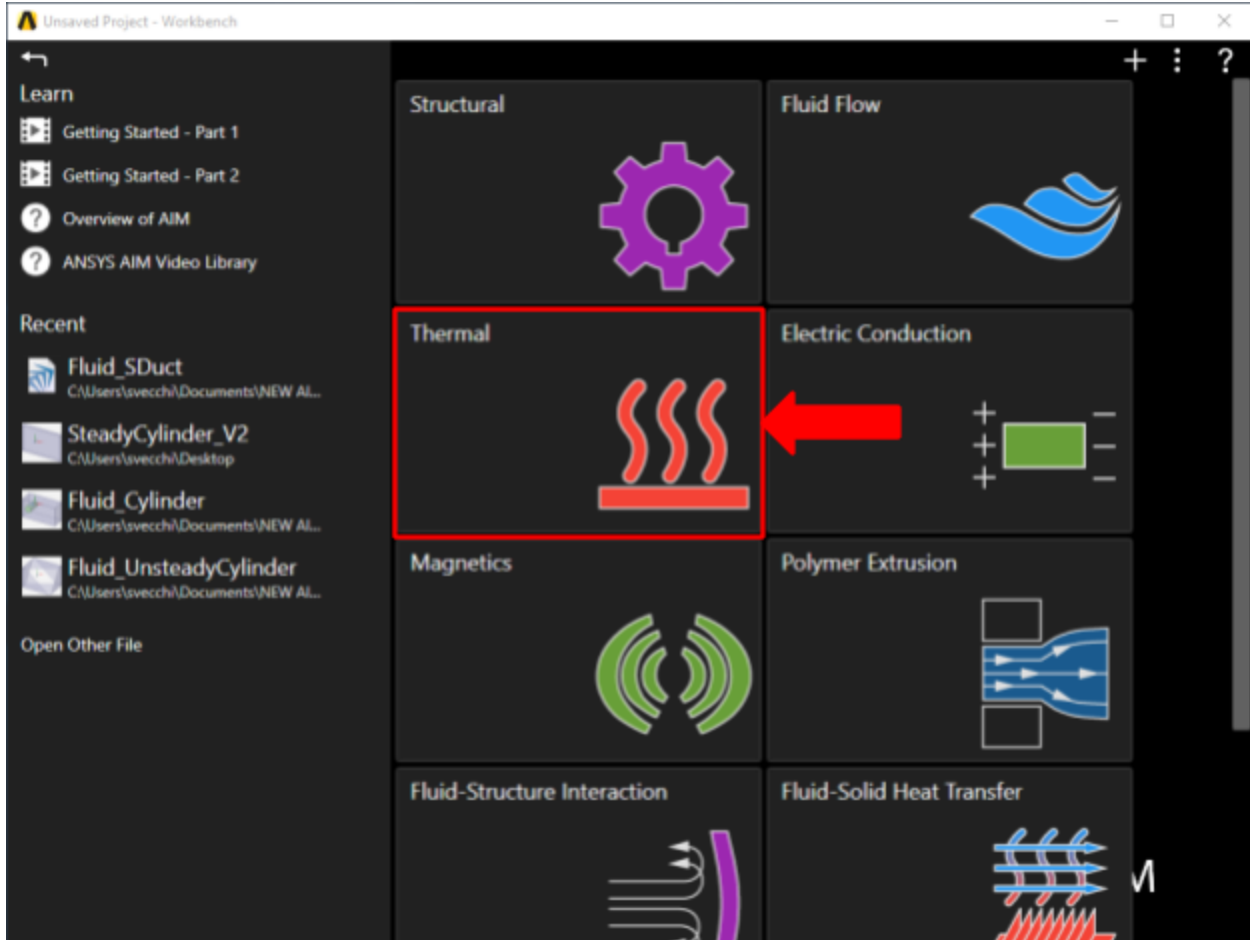 Unsaved Project - Workbench
Learn
Getting Started - Part 1
Getting Started - Part 2
Overview of AIM
ANSYS AIM Video Library
Recent
Fluid_SDuct
C:\Users\svecchi\Documents\NEW AI...
SteadyCylinder_V2
C:\Users\svecchi\Desktop
Fluid_Cylinder
C:\Users\svecchi\Documents\NEW AI...
Fluid_UnsteadyCylinder
C:\Users\svecchi\Documents\NEW AI...
Open Other File
Structural
Fluid Flow
Thermal
Electric Conduction
Magnetics
Polymer Extrusion
Fluid-Structure Interaction
Fluid-Solid Heat Transfer
M